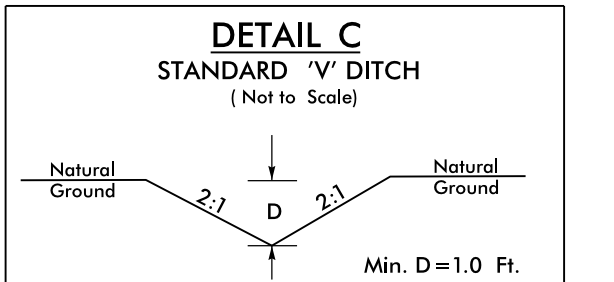 DETAIL C
STANDARD 'V' DITCH
( Not to Scale)
Natural
Ground
2:1
D
2:1
Natural
Ground
Min. D=1.0 Ft.